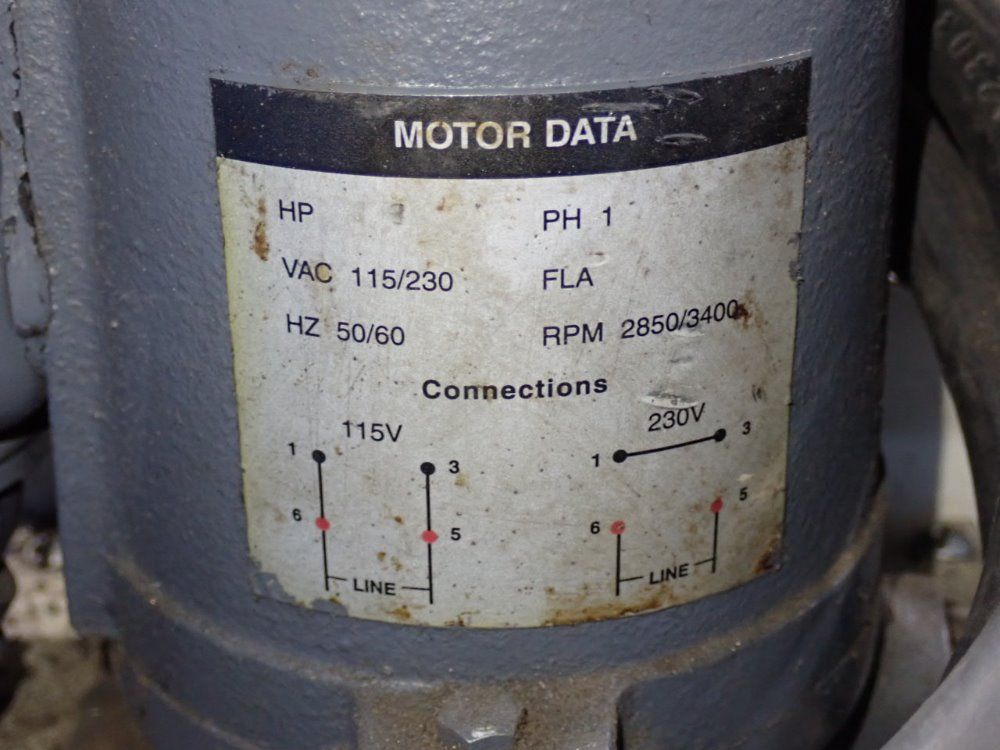 MOTOR DATA
HP
PH 1
VAC 115/230
FLA
HZ 50/60
RPM 2850/3400
Connections
115V
230V
1
3
1
3
6
5
6
5
LINE
LINE